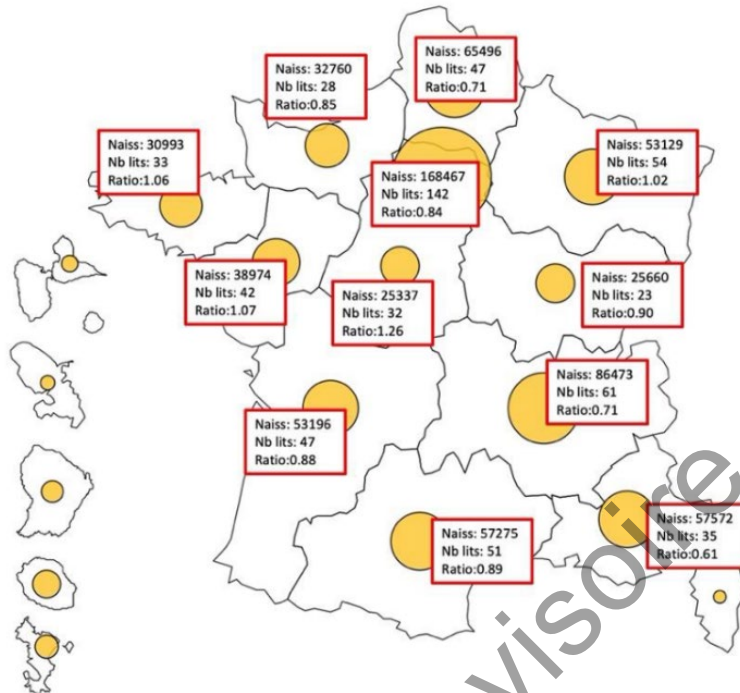 Naiss: 65496
Nb lits: 47
Ratio:0.71
Naiss: 32760
Nb lits: 28
Ratio:0.85
Naiss: 30993
Nb lits: 33
Ratio:1.06
Naiss: 53129
Nb lits: 54
Ratio:1.02
Naiss: 168467
Nb lits: 142
Ratio:0.84
Naiss: 38974
Nb lits: 42
Ratio:1.07
Naiss: 25337
Nb lits: 32
Ratio:1.26
Naiss: 25660
Nb lits: 23
Ratio:0.90
Naiss: 86473
Nb lits: 61
Ratio:0.71
Naiss: 53196
Nb lits: 47
Ratio:0.88
Naiss: 57275
Nb lits: 51
Ratio:0.89
Naiss: 57572
Nb lits: 35
Ratio:0.61
visoire